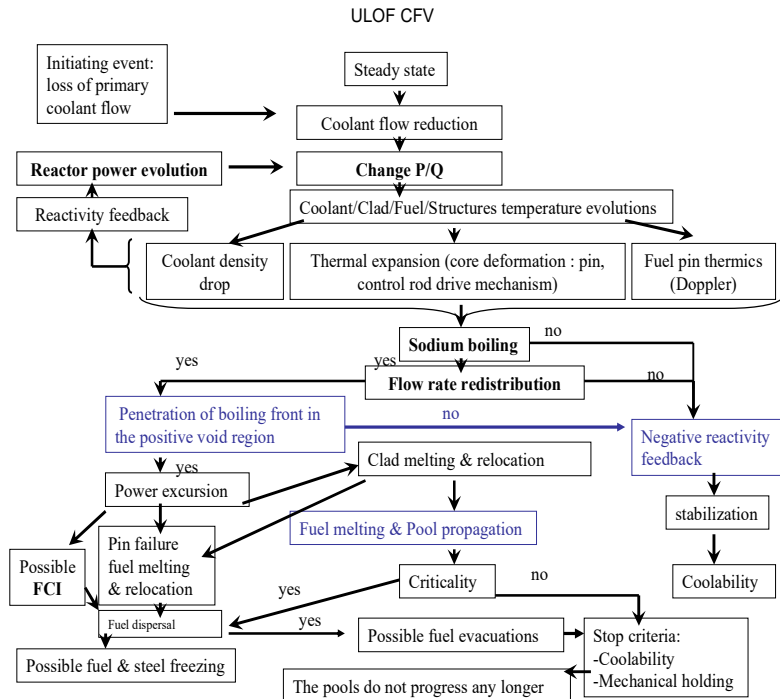 ULOF CFV
Initiating event:
loss of primary
coolant flow
Steady state
Coolant flow reduction
Reactor power evolution
Change P/Q
Reactivity feedback
Coolant/Clad/Fuel/Structures temperature evolutions
Coolant density
drop
Thermal expansion (core deformation : pin,
control rod drive mechanism)
Fuel pin thermics
(Doppler)
Sodium boiling
no
yes
yes
Flow rate redistribution
no
Penetration of boiling front in
the positive void region
no
Negative reactivity
feedback
yes
Clad melting & relocation
Power excursion
stabilization
Fuel melting & Pool propagation
Pin failure
fuel melting
& relocation
Possible
FCI
Criticality
no
Coolability
yes
Fuel dispersal
yes
Possible fuel evacuations
Stop criteria:
-Coolability
-Mechanical holding
Possible fuel & steel freezing
The pools do not progress any longer